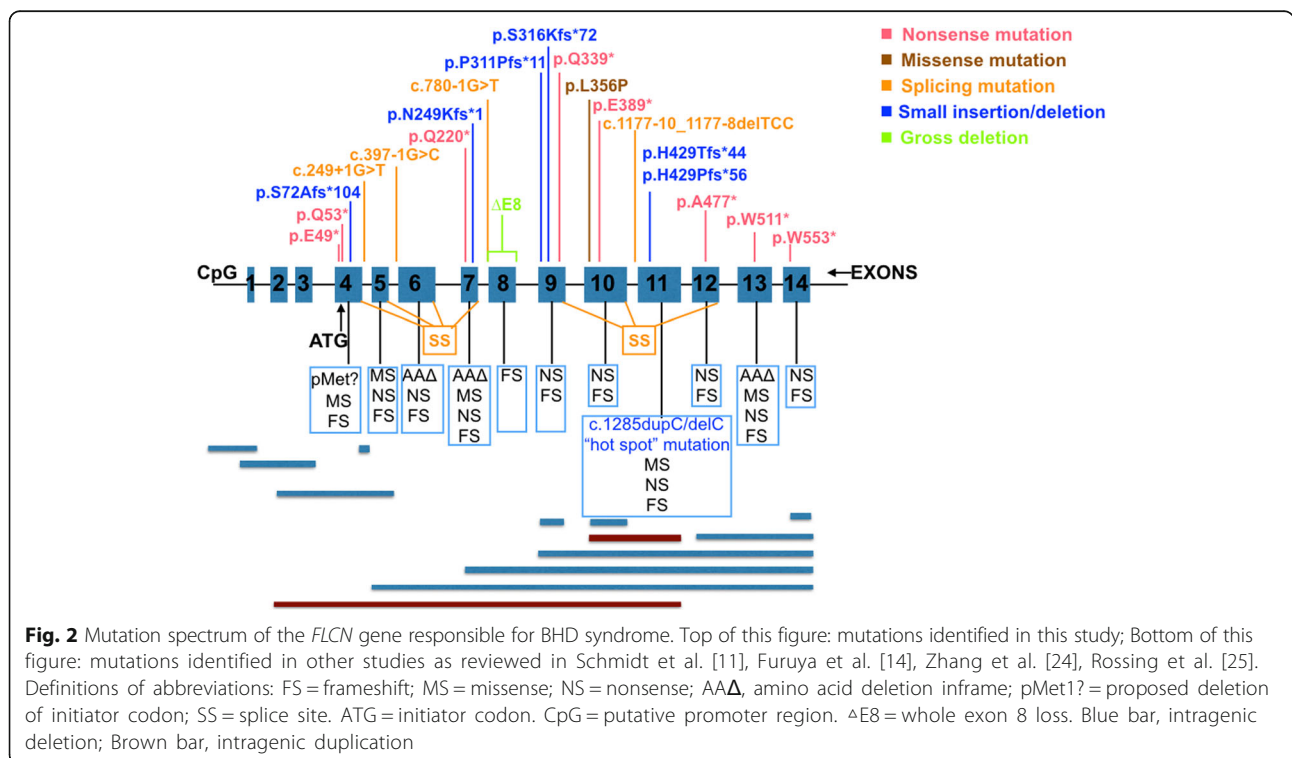 p.S316Kfs*72
Nonsense mutation
p.P311Pfs*11
p.Q339*
Missense mutation
c.780-1G>T
p.L356P
Splicing mutation
p.N249Kfs*1
p.E389*
Small insertion/deletion
p.Q220*
c.1177-10_1177-8delTCC
Gross deletion
c.397-1G>C
p.H429Tfs*44
c.249+1G>T
p.H429Pfs*56
p.S72Afs*104
ΔE8
p.A477*
p.Q53*
p.W511*
p.E49*
p.W553*
CpG 1 2 3 4 5 6 7 8 9 10 11 12 13 14 EXONS
ATG
SS
SS
pMet?
MS
FS
MS
NS
FS
AAΔ
NS
FS
AAΔ
MS
NS
FS
FS
NS
FS
NS
FS
c.1285dupC/delC
"hot spot" mutation
MS
NS
FS
NS
FS
AAΔ
MS
NS
FS
NS
FS
Fig. 2 Mutation spectrum of the FLCN gene responsible for BHD syndrome. Top of this figure: mutations identified in this study; Bottom of this
figure: mutations identified in other studies as reviewed in Schmidt et al. [11], Furuya et al. [14], Zhang et al. [24], Rossing et al. [25].
Definitions of abbreviations: FS = frameshift; MS = missense; NS = nonsense; AAΔ, amino acid deletion inframe; pMet1? = proposed deletion
of initiator codon; SS = splice site. ATG = initiator codon. CpG = putative promoter region. ΔE8 = whole exon 8 loss. Blue bar, intragenic
deletion; Brown bar, intragenic duplication